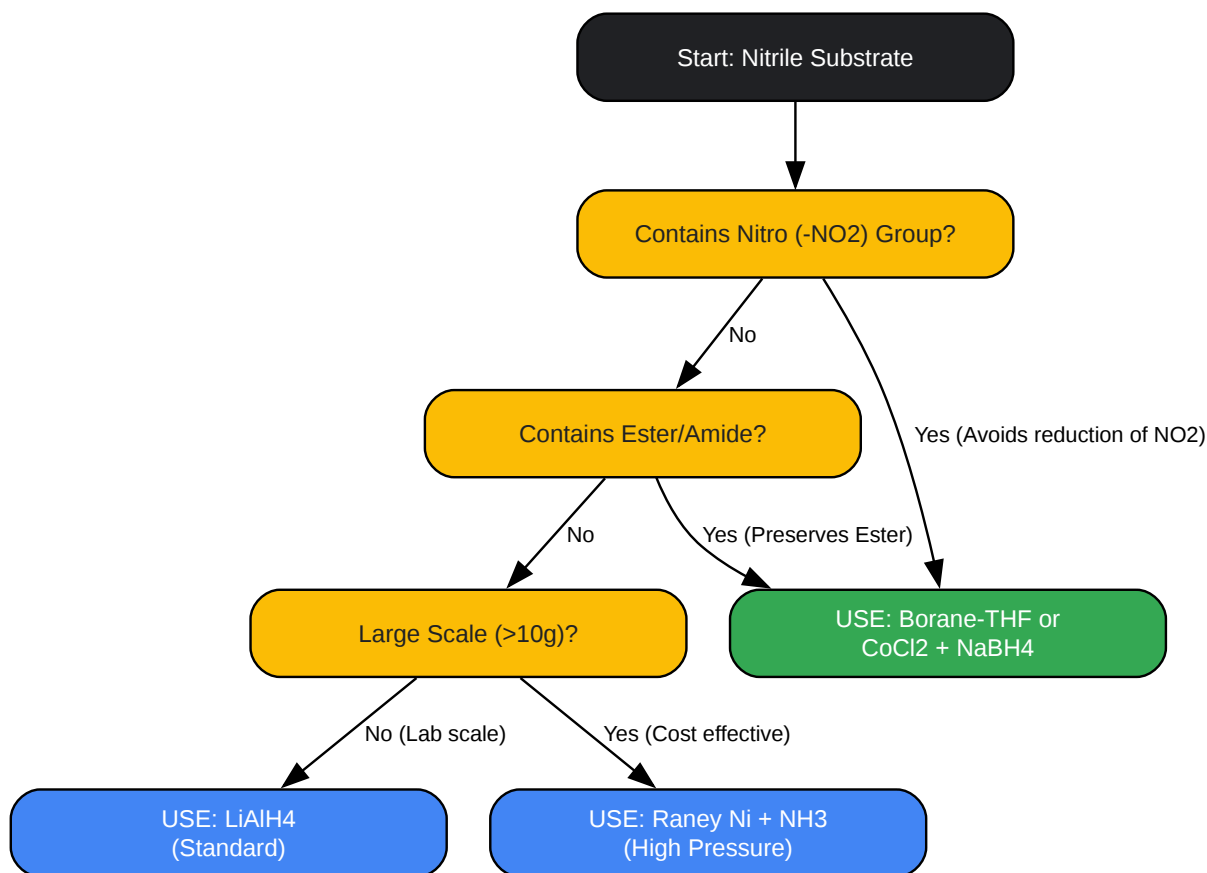 Start: Nitrile Substrate
Contains Nitro (-NO2) Group?
No
Contains Ester/Amide?
Yes (Avoids reduction of NO2)
No
Yes (Preserves Ester)
Large Scale (>10g)?
USE: Borane-THF or
CoCl2 + NaBH4
No (Lab scale)
Yes (Cost effective)
USE: LiAlH4
(Standard)
USE: Raney Ni + NH3
(High Pressure)